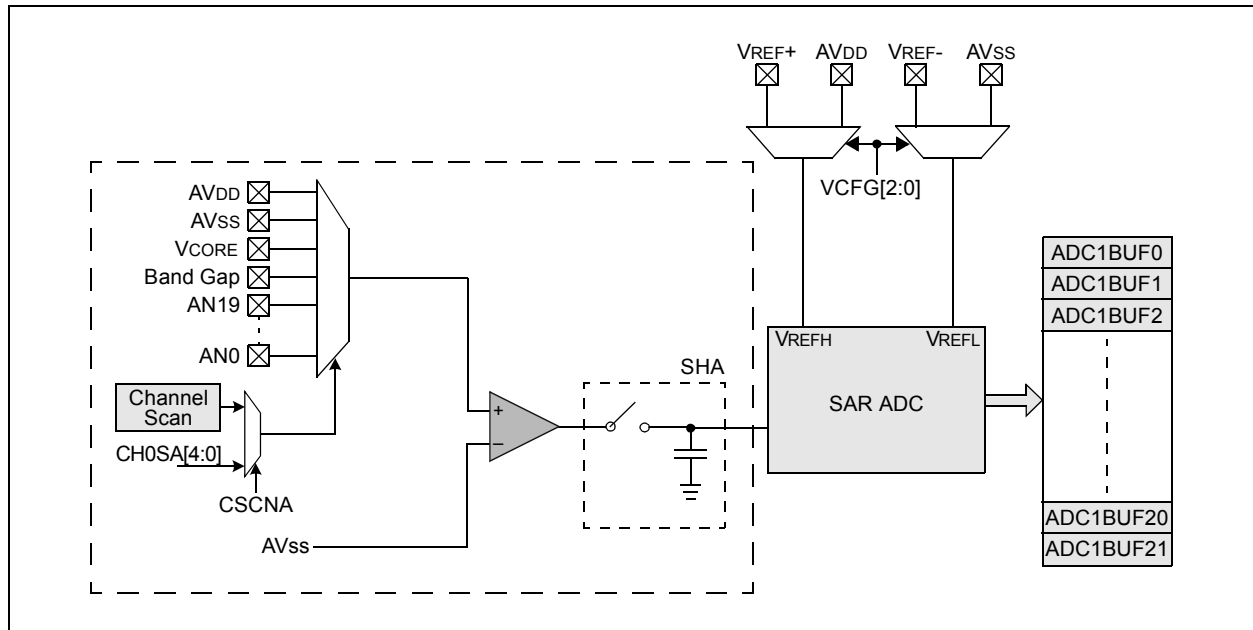 VREF+ AVDD VREF- AVSS
VCFG[2:0]
AVDD
AVSS
VCORE
Band Gap
AN19
AN0
Channel
Scan
CH0SA[4:0]
CSCNA
AVSS
+
–
SHA
VREFH VREFL
SAR ADC
ADC1BUF0
ADC1BUF1
ADC1BUF2
ADC1BUF20
ADC1BUF21